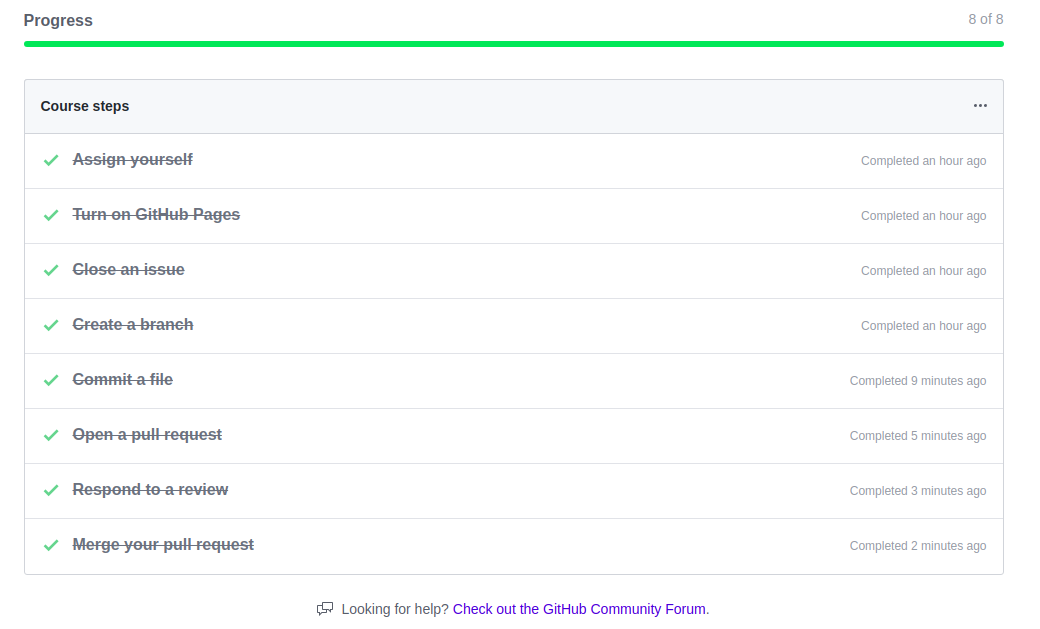 Progress 8 of 8
Course steps
Assign yourself Completed an hour ago
Turn on GitHub Pages Completed an hour ago
Close an issue Completed an hour ago
Create a branch Completed an hour ago
Commit a file Completed 9 minutes ago
Open a pull request Completed 5 minutes ago
Respond to a review Completed 3 minutes ago
Merge your pull request Completed 2 minutes ago
Looking for help? Check out the GitHub Community Forum.